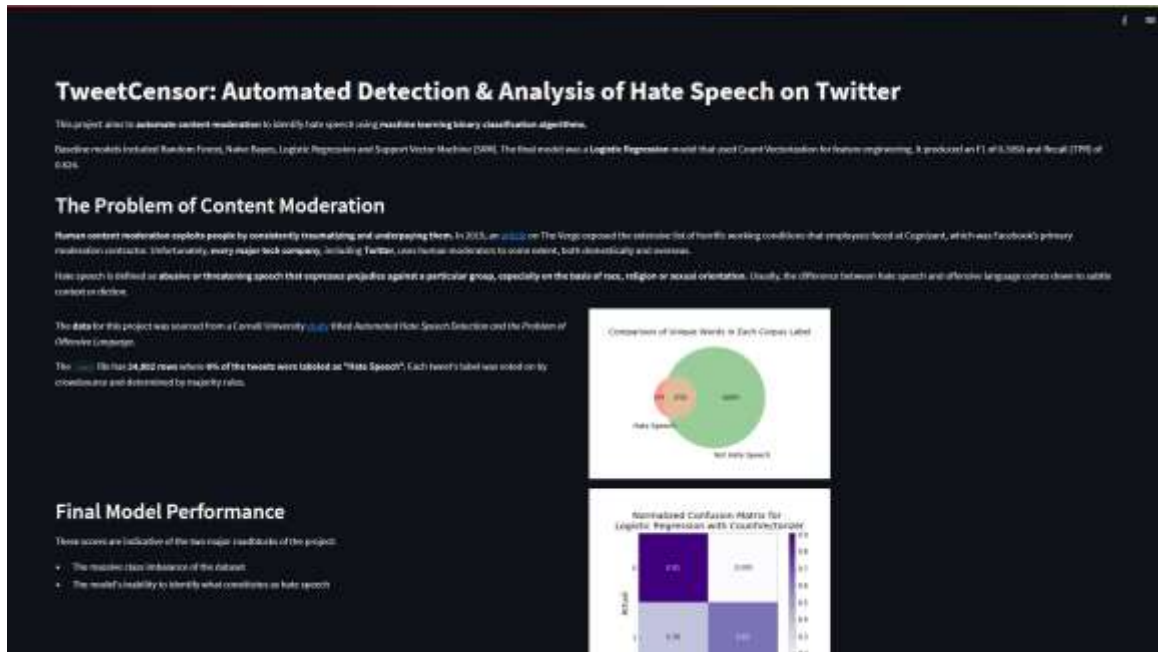 TweetCensor: Automated Detection & Analysis of Hate Speech on Twitter
This project aims to automate content moderation to identify hate speech using machine learning binary classification algorithms.
Baseline models included Random Forest, Naive Bayes, Logistic Regression and Support Vector Machine (SVM). The final model was a Logistic Regression model that used Count Vectorization for feature engineering. It produced an F1 of and Recall (TPR) of
The Problem of Content Moderation
Human content moderation exploits people by consistently traumatizing and underpaying them. In 2019, an article on The Verge exposed the extensive list of horrific working conditions that employees faced at Cognizant, which was Facebook's primary
moderation contractor. Unfortunately, every major tech company, including Twitter, uses human moderators to some extent, both domestically and overseas.
Hate speech is defined as abusive or threatening speech that expresses prejudice against a particular group, especially on the basis of race, religion or sexual orientation. Usually, the difference between hate speech and offensive language comes down to subtle
context or diction.
The data for this project was sourced from a Cornell University study titled Automated Hate Speech Detection and the Problem of
Offensive Language.
The file has 24,802 rows where 6% of the tweets were labeled as "Hate Speech". Each tweet's label was voted on by
crowdsource and determined by majority rules.
Comparison of Unique Words in Each Corpus Label
Hate Speech
Not Hate Speech
Final Model Performance
These scores are indicative of the two major roadblocks of the project:
The massive class imbalance of the dataset
The model's inability to identify what constitutes as hate speech
Normalized Confusion Matrix for
Logistic Regression with CountVectorizer
Actual